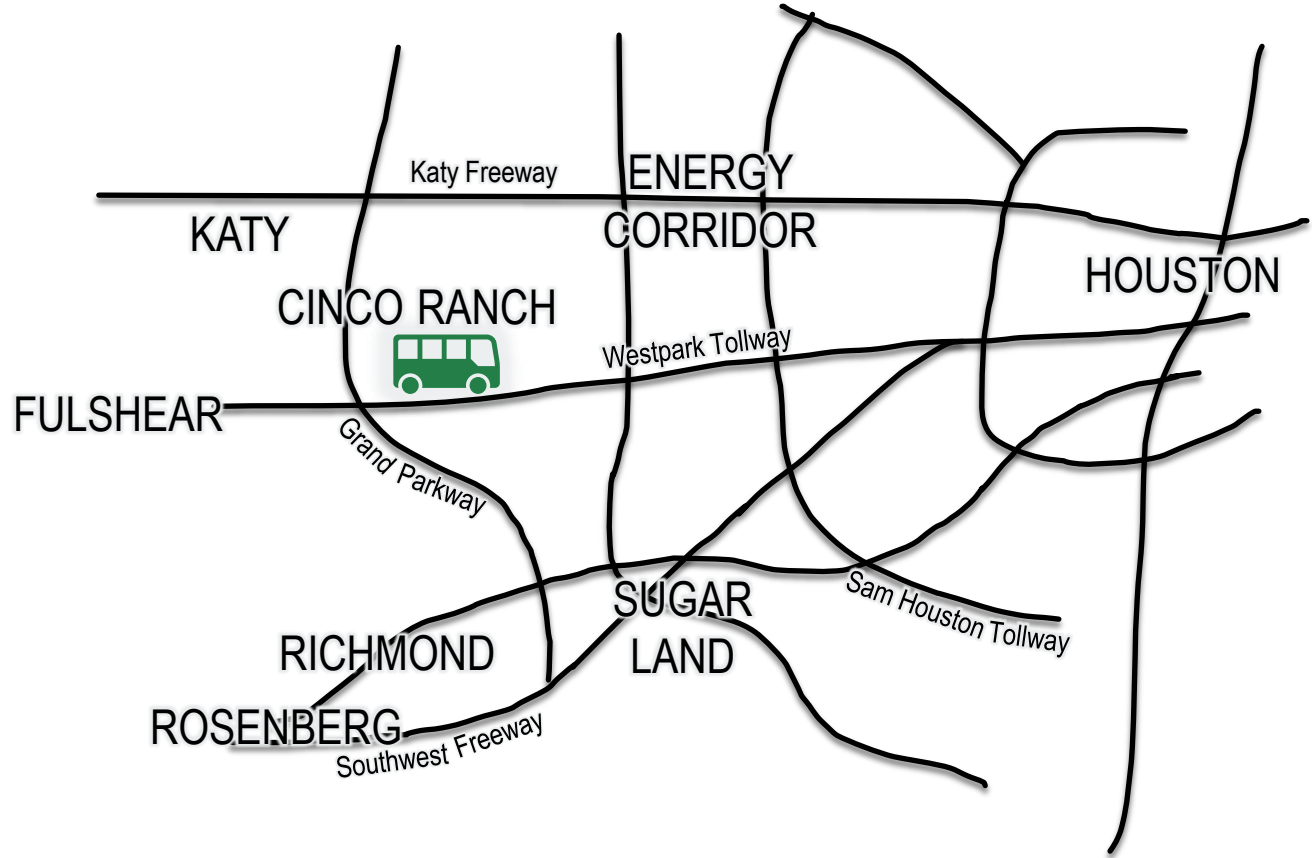 Katy Freeway
ENERGY
CORRIDOR
KATY
HOUSTON
CINCO RANCH
Westpark Tollway
FULSHEAR
Grand Parkway
SUGAR
LAND
Sam Houston Tollway
RICHMOND
ROSENBERG
Southwest Freeway